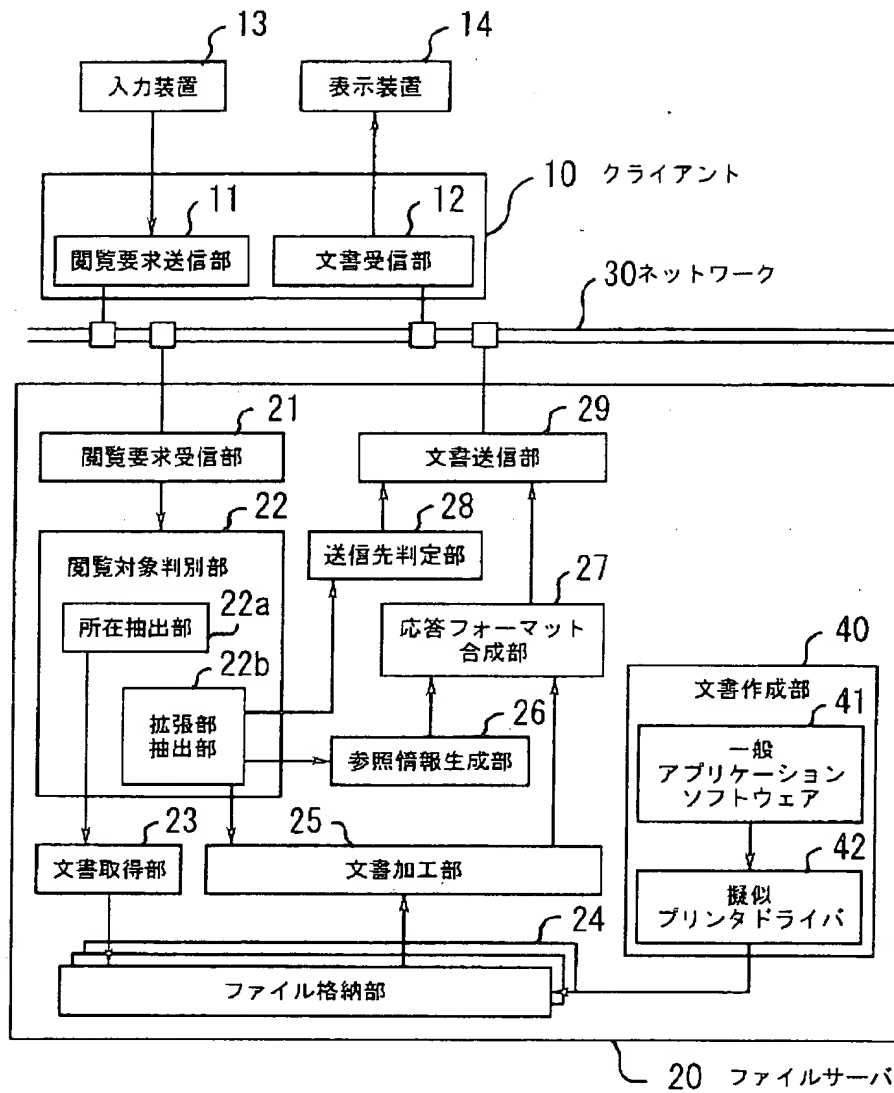 13
入力装置
14
表示装置
10 クライアント
11
閲覧要求送信部
12
文書受信部
30ネットワーク
21
閲覧要求受信部
29
文書送信部
22
閲覧対象判別部
28
送信先判定部
22a
所在抽出部
27
応答フォーマット
合成部
22b
拡張部
抽出部
26
参照情報生成部
40
文書作成部
41
一般
アプリケーション
ソフトウェア
23
文書取得部
25
文書加工部
42
擬似
プリンタドライバ
24
ファイル格納部
20 ファイルサーバ